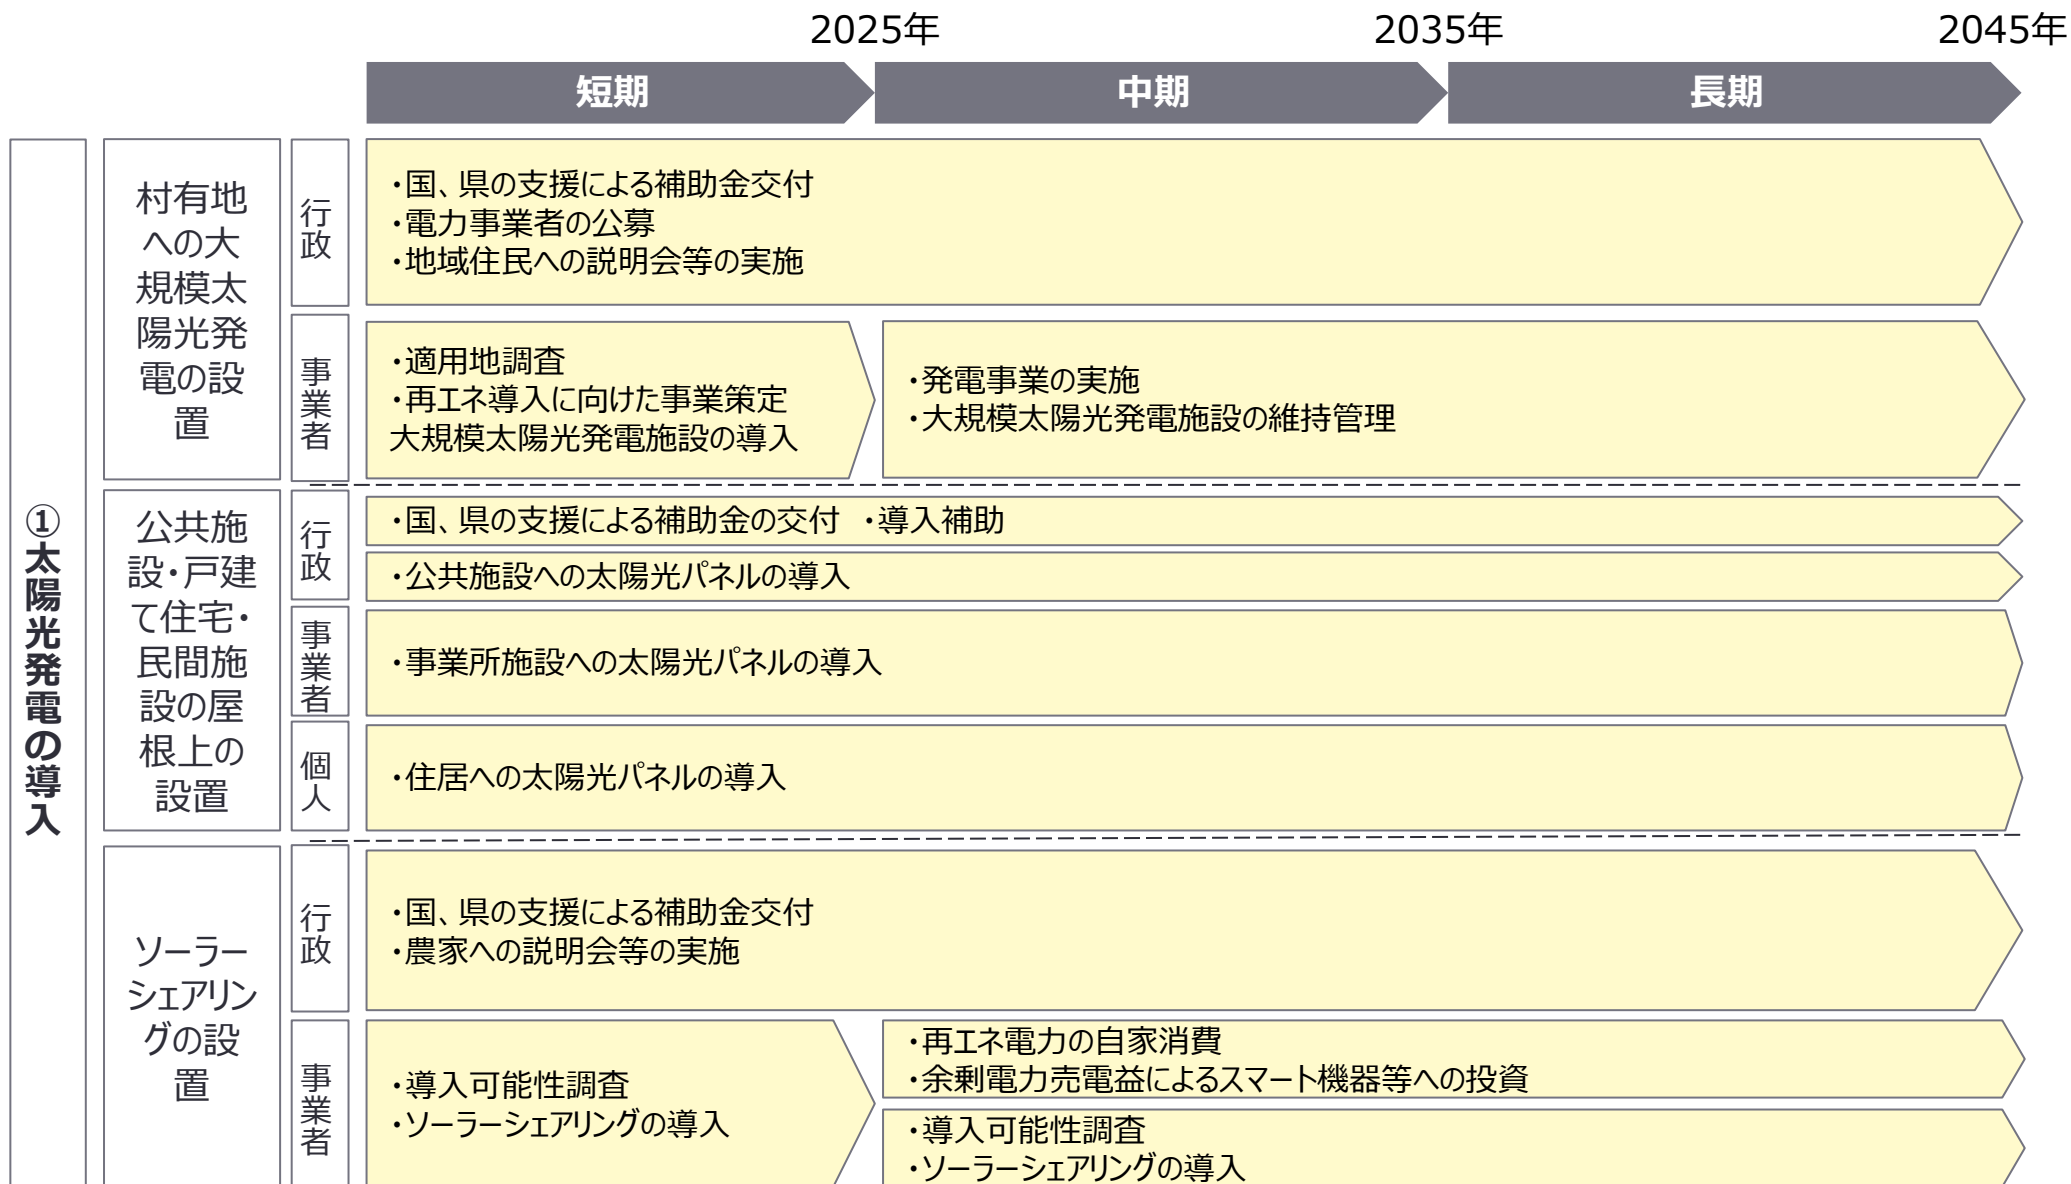 2025年
2035年
2045年
短期
中期
長期
①太陽光発電の導入
村有地
への大
規模太
陽光発
電の設
置
行政
・国、県の支援による補助金交付
・電力事業者の公募
・地域住民への説明会等の実施
事業者
・適用地調査
・再エネ導入に向けた事業策定
大規模太陽光発電施設の導入
・発電事業の実施
・大規模太陽光発電施設の維持管理
公共施
設・戸建
て住宅・
民間施
設の屋
根上の
設置
行政
・国、県の支援による補助金の交付 ・導入補助
・公共施設への太陽光パネルの導入
事業者
・事業所施設への太陽光パネルの導入
個人
・住居への太陽光パネルの導入
ソーラー
シェアリン
グの設
置
行政
・国、県の支援による補助金交付
・農家への説明会等の実施
事業者
・導入可能性調査
・ソーラーシェアリングの導入
・再エネ電力の自家消費
・余剰電力売電益によるスマート機器等への投資
・導入可能性調査
・ソーラーシェアリングの導入